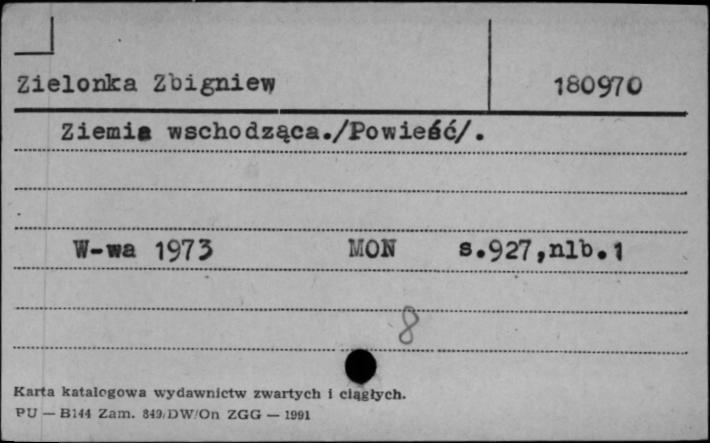 Zielonka Zbigniew 180970
Ziemia wschodząca./Powieść/.
W-wa 1973 MON s.927,nlb.1
8
Karta katalogowa wydawnictw zwartych i ciągłych.
PU — B144 Zam. 849/DW/On ZGG — 1991